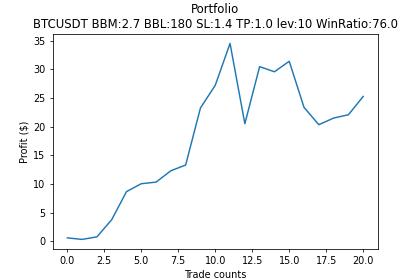 Portfolio
BTCUSDT BBM:2.7 BBL:180 SL:1.4 TP:1.0 lev:10 WinRatio:76.0
35
30
25
20
15
10
5
0
Profit ($)
0.0 2.5 5.0 7.5 10.0 12.5 15.0 17.5 20.0
Trade counts